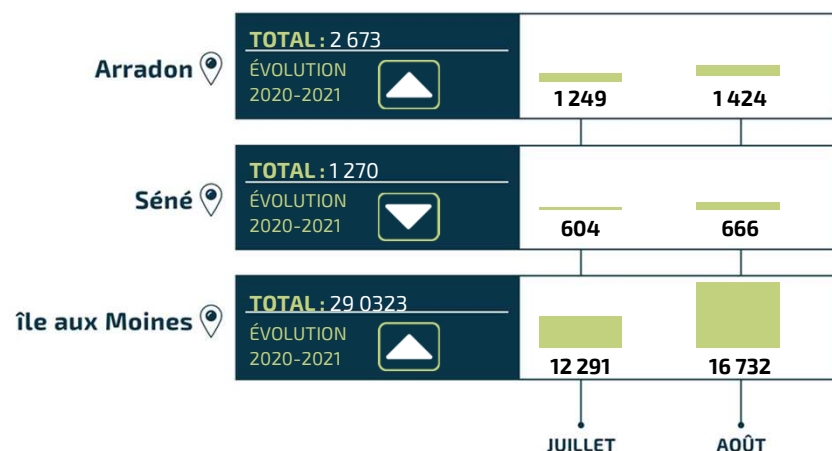 TOTAL : 2 673
Arradon
ÉVOLUTION
2020-2021
1 249 1 424
TOTAL : 1 270
Séné
ÉVOLUTION
2020-2021
604 666
TOTAL : 29 0323
île aux Moines
ÉVOLUTION
2020-2021
12 291 16 732
JUILLET AOÛT